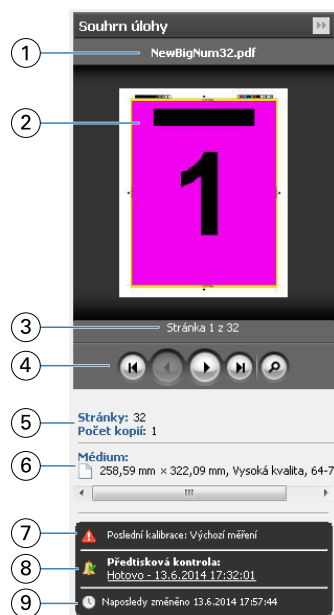 Souhrn úlohy
1 NewBigNum32.pdf
2
1
3 Stránka 1 z 32
4
5 Stránky: 32
Počet kopií: 1
6 Médium:
258,59 mm × 322,09 mm, Vysoká kvalita, 64-7
7 Poslední kalibrace: Výchozí měření
8 Předtisková kontrola:
Hotovo - 13.6.2014 17:32:01
9 Naposledy změněno 13.6.2014 17:57:44